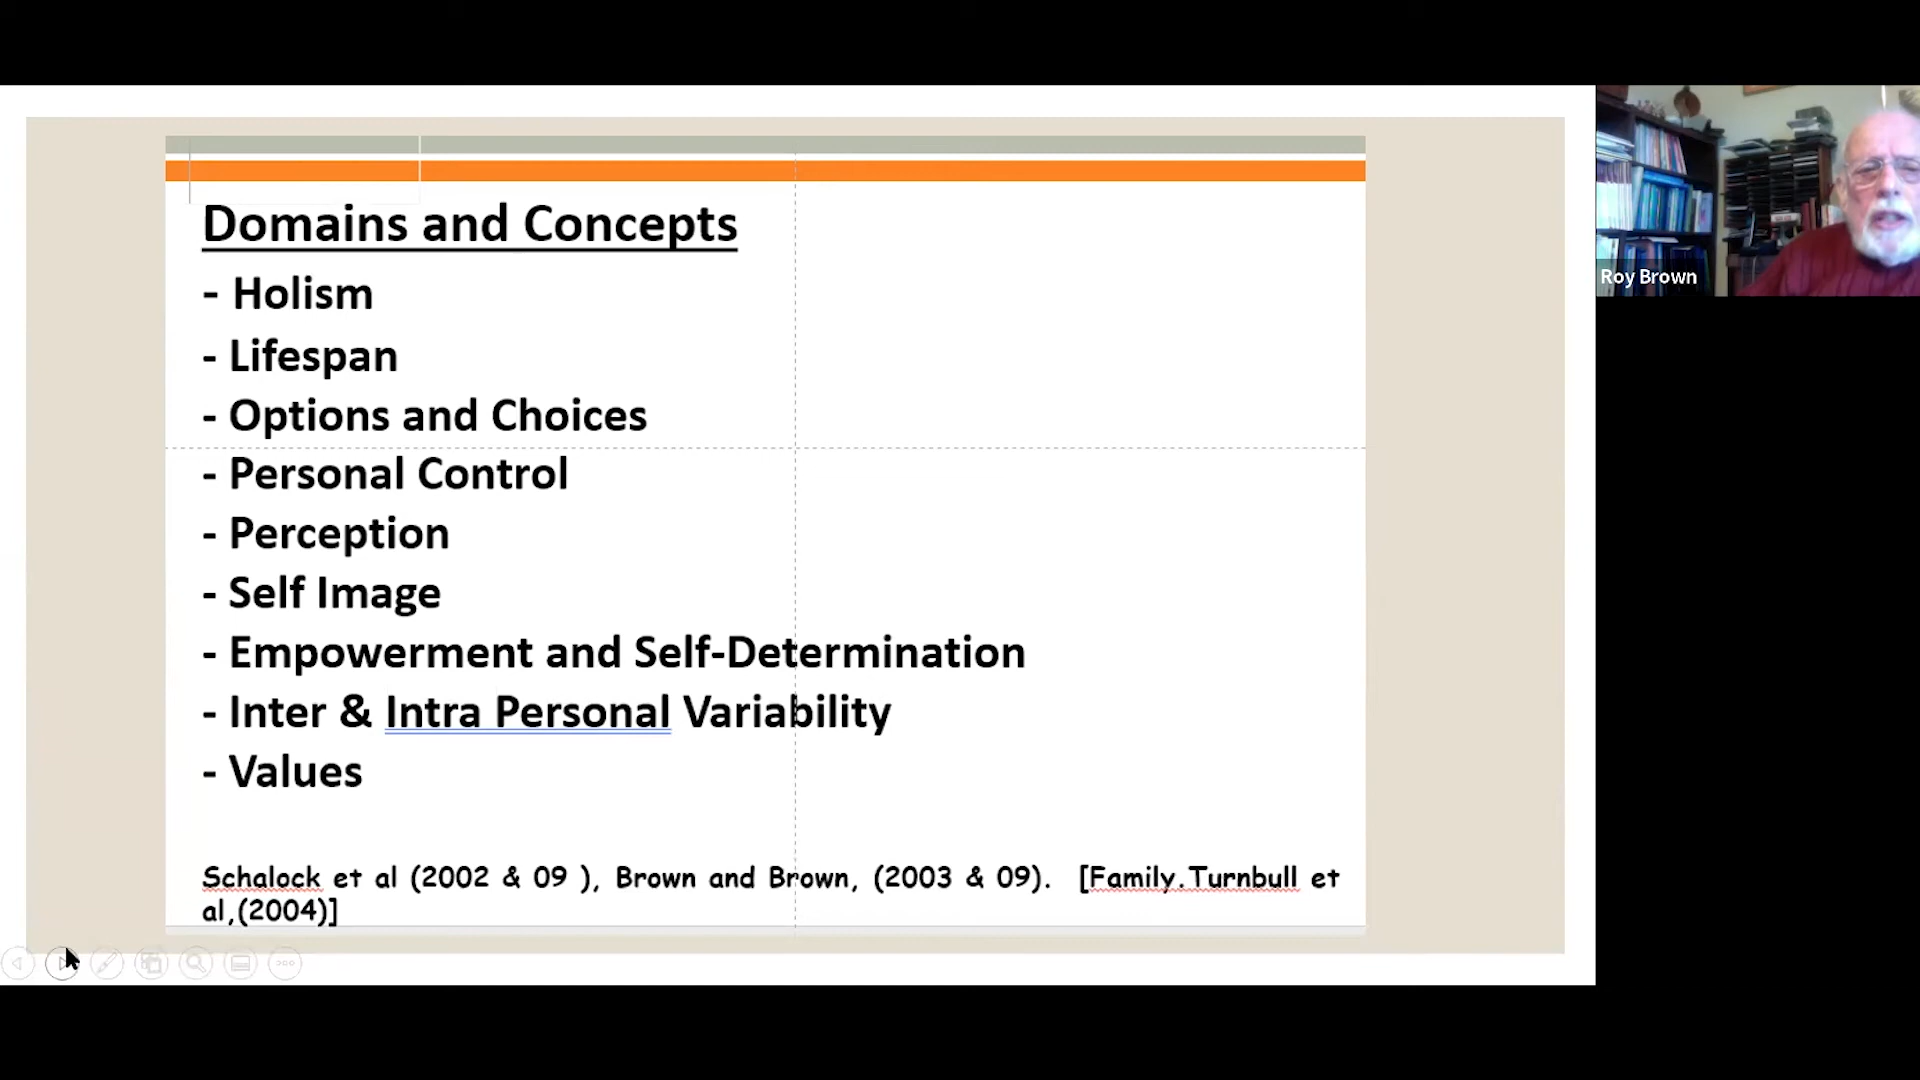 Domains and Concepts
- Holism
- Lifespan
- Options and Choices
- Personal Control
- Perception
- Self Image
- Empowerment and Self-Determination
- Inter & Intra Personal Variability
- Values
Schalock et al (2002 & 09 ), Brown and Brown, (2003 & 09). [Family.Turnbull et
al,(2004)]
Roy Brown